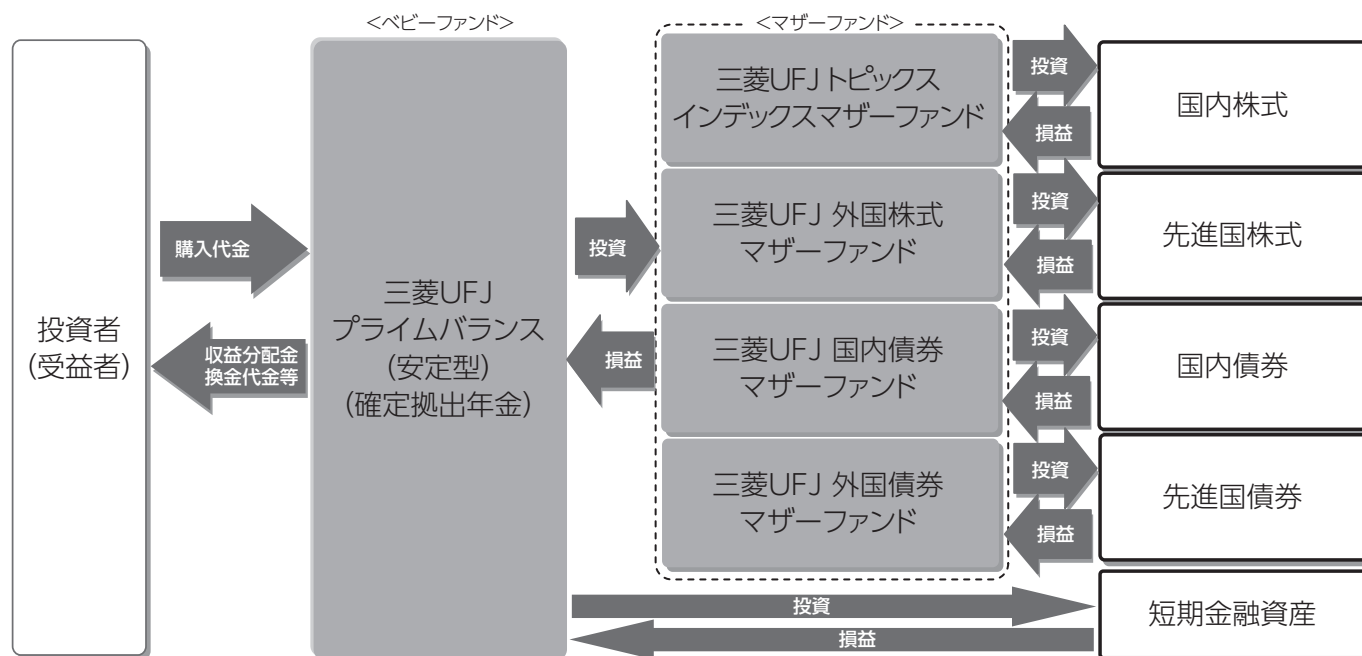 <ベビーファンド>
<マザーファンド>
投資者
(受益者)
購入代金
収益分配金
換金代金等
三菱UFJ
プライムバランス
(安定型)
(確定拠出年金)
投資
損益
三菱UFJ トピックス
インデックスマザーファンド
投資
損益
国内株式
三菱UFJ 外国株式
マザーファンド
投資
損益
先進国株式
三菱UFJ 国内債券
マザーファンド
投資
損益
国内債券
三菱UFJ 外国債券
マザーファンド
投資
損益
先進国債券
投資
損益
短期金融資産